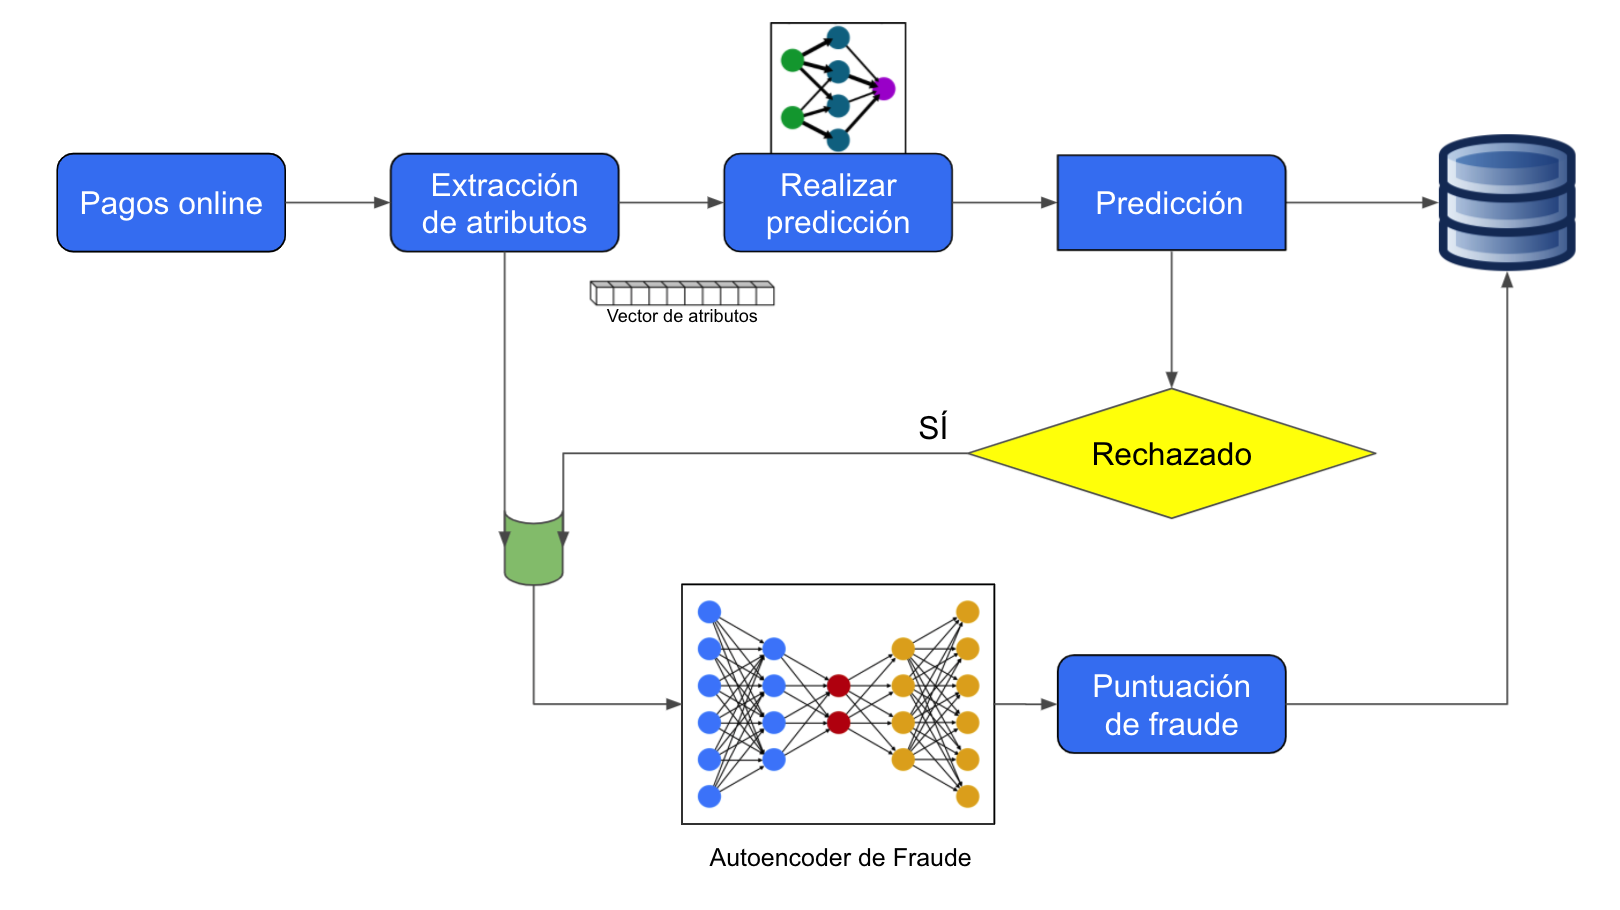 Pagos online
Extracción
de atributos
Realizar
predicción
Predicción
Vector de atributos
SÍ
Rechazado
Puntuación
de fraude
Autoencoder de Fraude